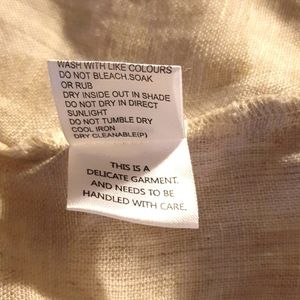 WASH WITH LIKE COLOURS
DO NOT BLEACH.SOAK
OR RUB
DRY INSIDE OUT IN SHADE
DO NOT DRY IN DIRECT
SUNLIGHT
DO NOT TUMBLE DRY
COOL IRON
DRY CLEANABLE(P)
THIS IS A
DELICATE GARMENT.
AND NEEDS TO BE
HANDLED WITH CARE.